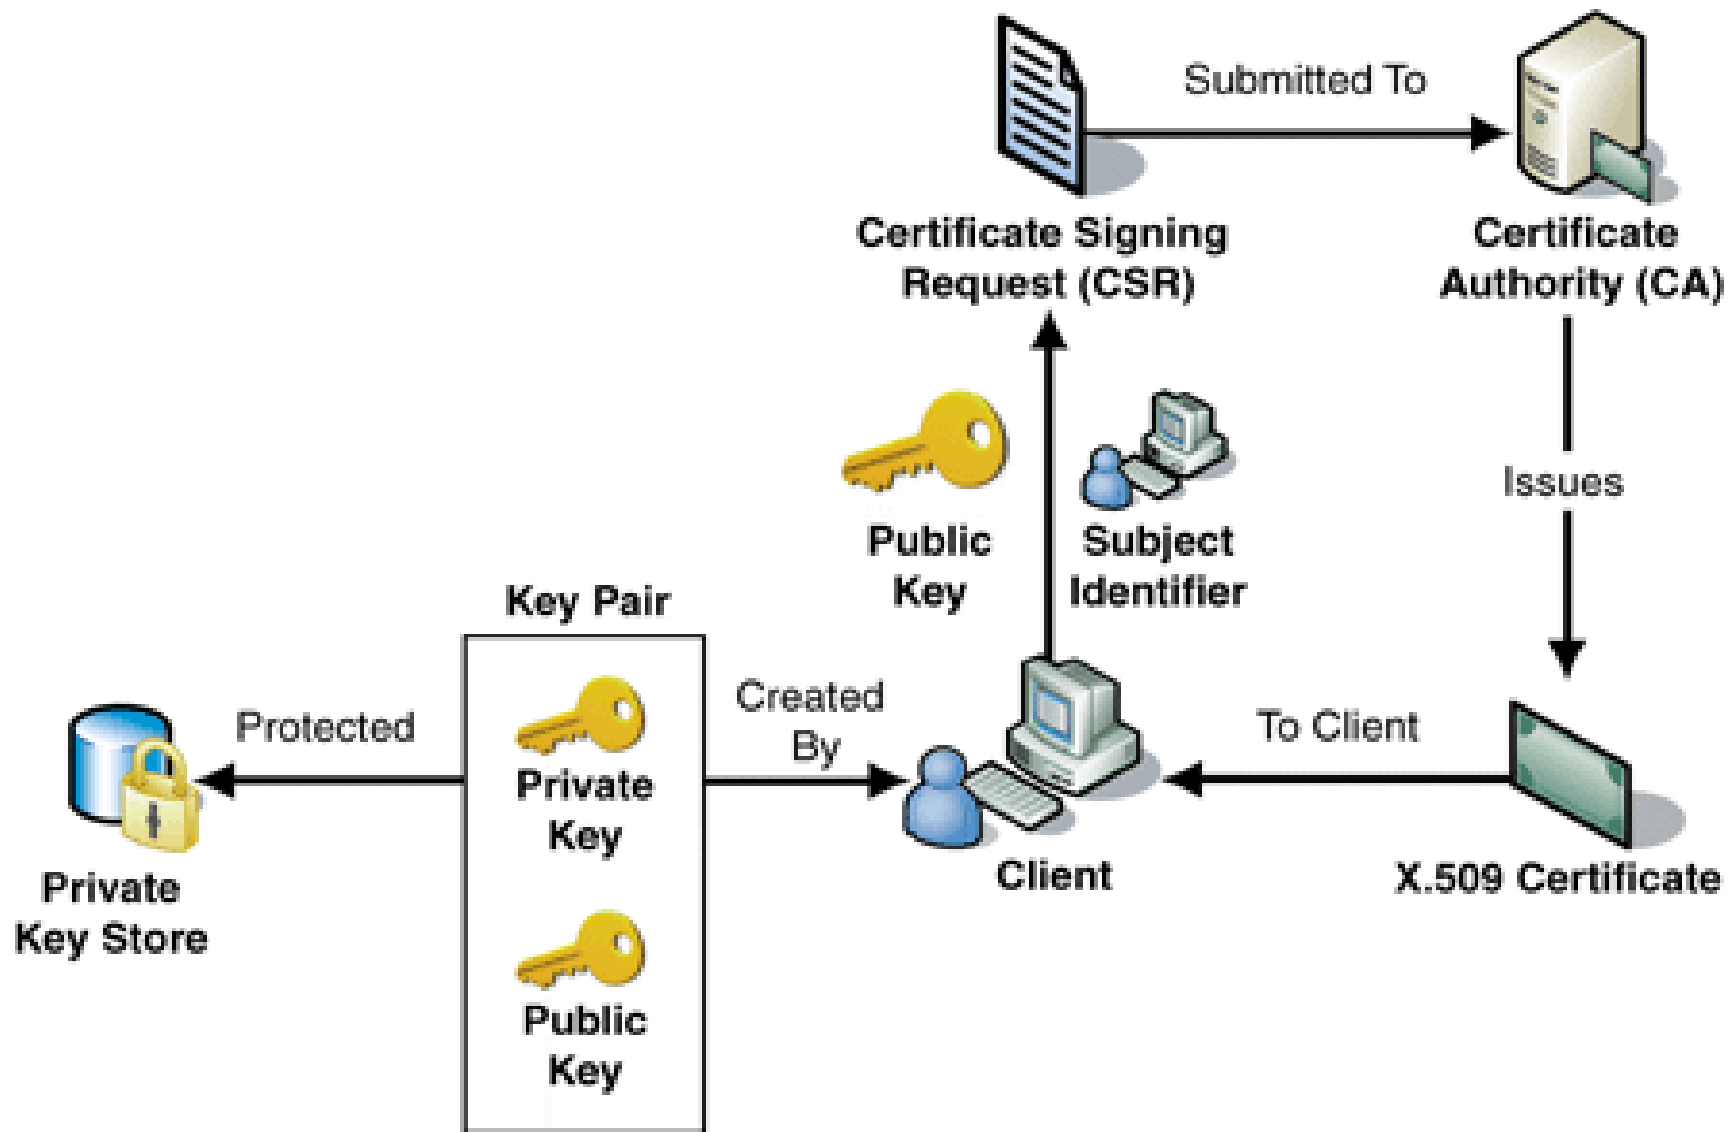 Submitted To
Certificate Signing
Request (CSR)
Certificate
Authority (CA)
Public
Key
Subject
Identifier
Issues
Key Pair
Protected
Private
Key
Created
By
To Client
Client
X.509 Certificate
Private
Key Store
Public
Key